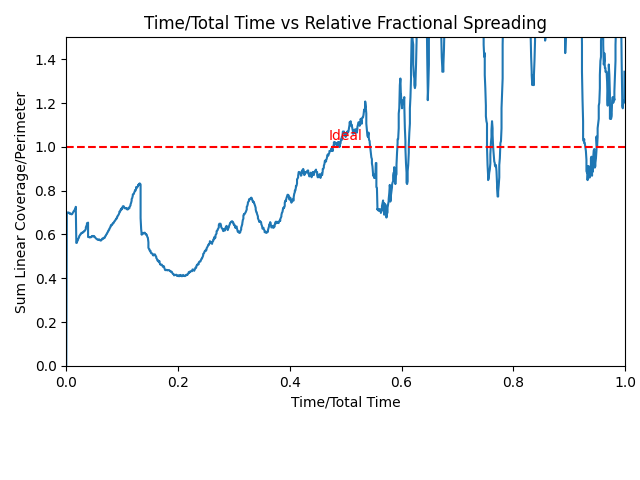 Time/Total Time vs Relative Fractional Spreading
Sum Linear Coverage/Perimeter
1.4
1.2
1.0
0.8
0.6
0.4
0.2
0.0
Ideal
0.0 0.2 0.4 0.6 0.8 1.0
Time/Total Time